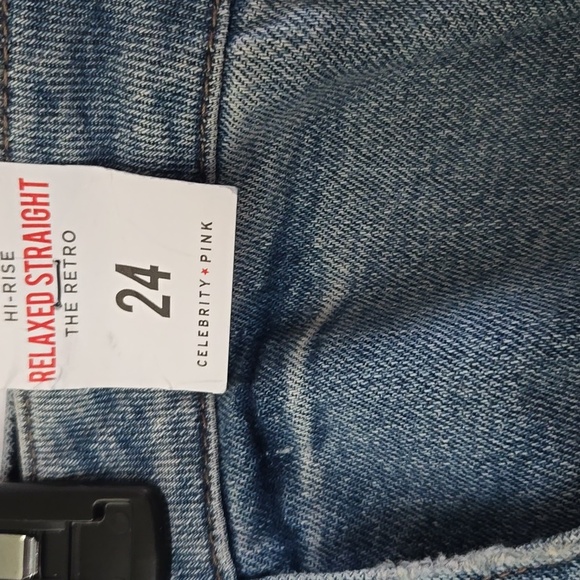 HI-RISE
RELAXED STRAIGHT
THE RETRO
24
CELEBRITY★PINK